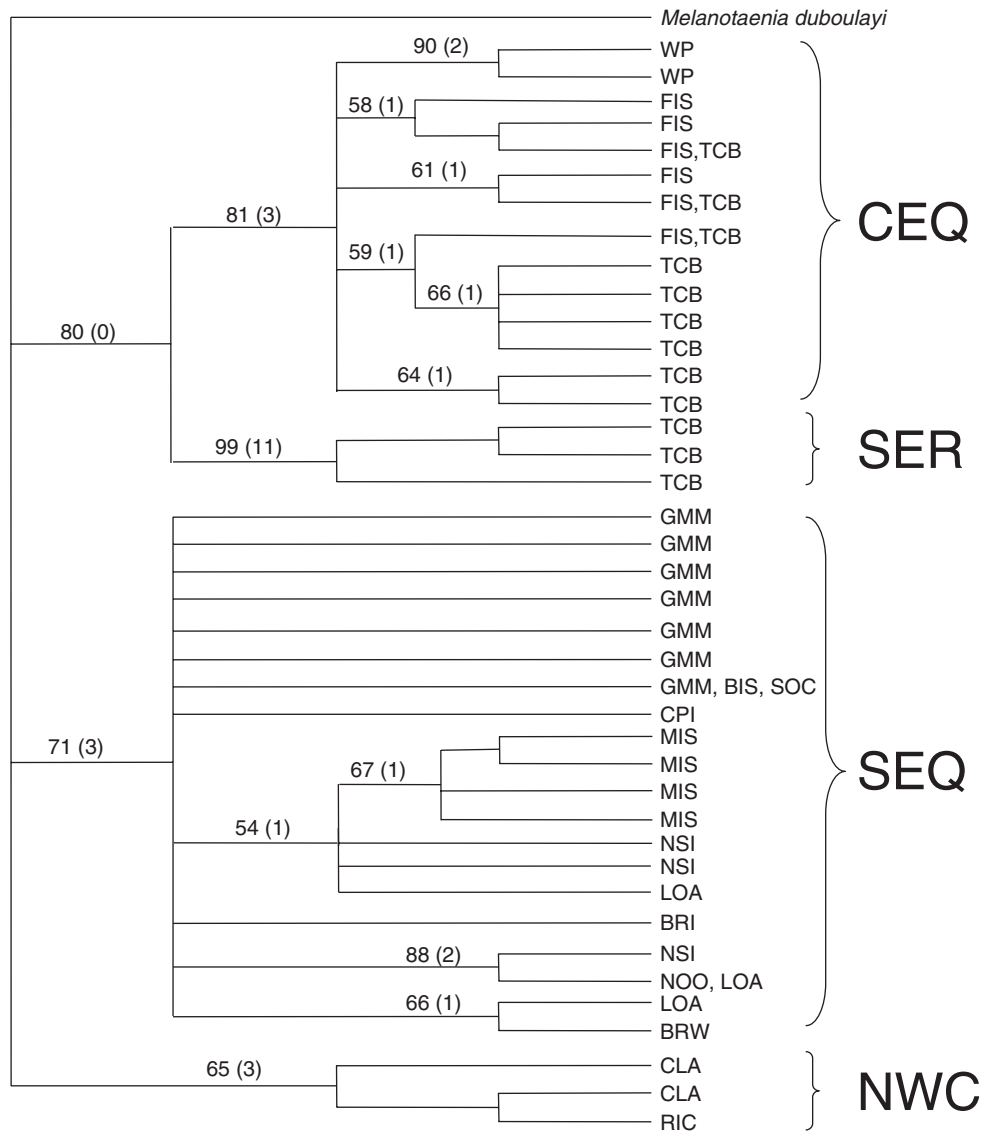 Melanotaenia duboulayi
90 (2)
WP
WP
58 (1)
FIS
FIS
FIS,TCB
61 (1)
FIS
FIS,TCB
81 (3)
CEQ
59 (1)
FIS,TCB
TCB
66 (1)
TCB
TCB
TCB
80 (0)
64 (1)
TCB
TCB
99 (11)
TCB
TCB
TCB
SER
GMM
GMM
GMM
GMM
GMM
GMM
GMM, BIS, SOC
CPI
71 (3)
MIS
MIS
67 (1)
MIS
MIS
SEQ
54 (1)
NSI
NSI
LOA
BRI
88 (2)
NSI
NOO, LOA
66 (1)
LOA
BRW
65 (3)
CLA
CLA
RIC
NWC